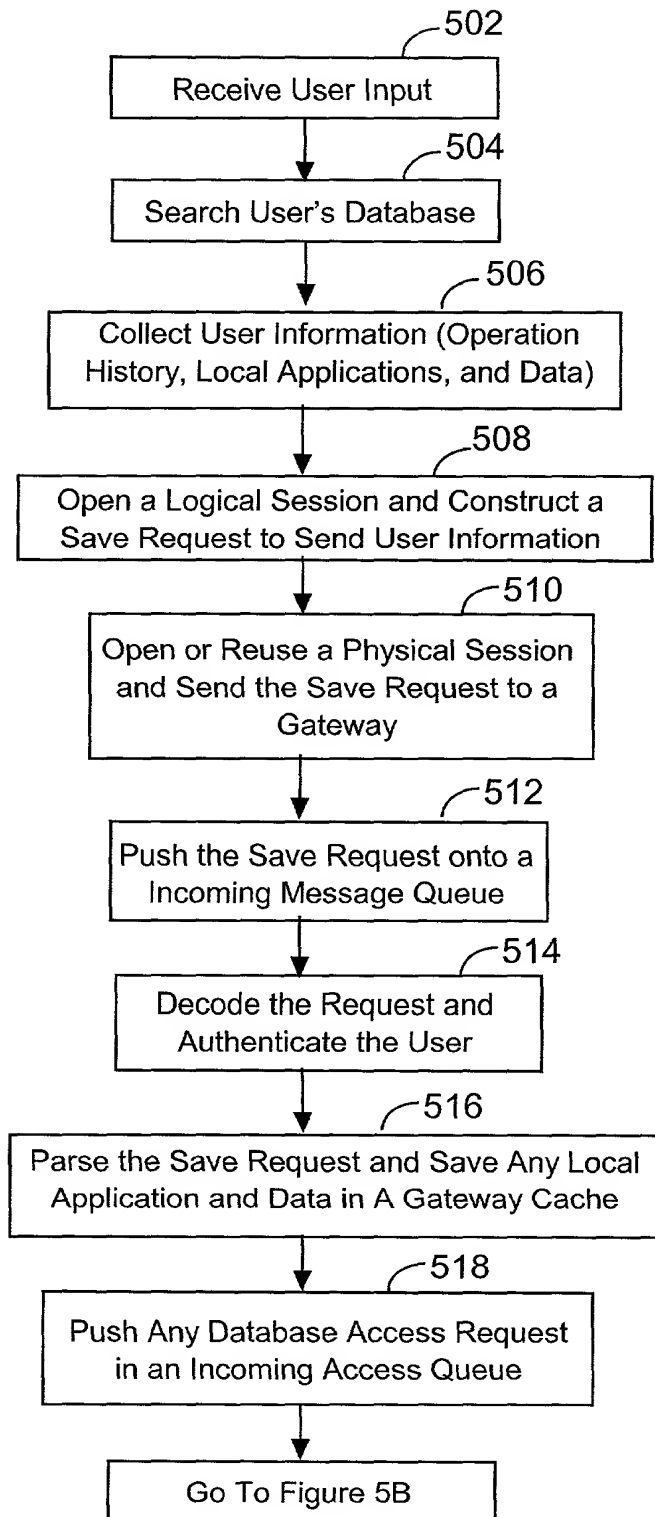 502
Receive User Input
504
Search User's Database
506
Collect User Information (Operation
History, Local Applications, and Data)
508
Open a Logical Session and Construct a
Save Request to Send User Information
510
Open or Reuse a Physical Session
and Send the Save Request to a
Gateway
512
Push the Save Request onto a
Incoming Message Queue
514
Decode the Request and
Authenticate the User
516
Parse the Save Request and Save Any Local
Application and Data in A Gateway Cache
518
Push Any Database Access Request
in an Incoming Access Queue
Go To Figure 5B